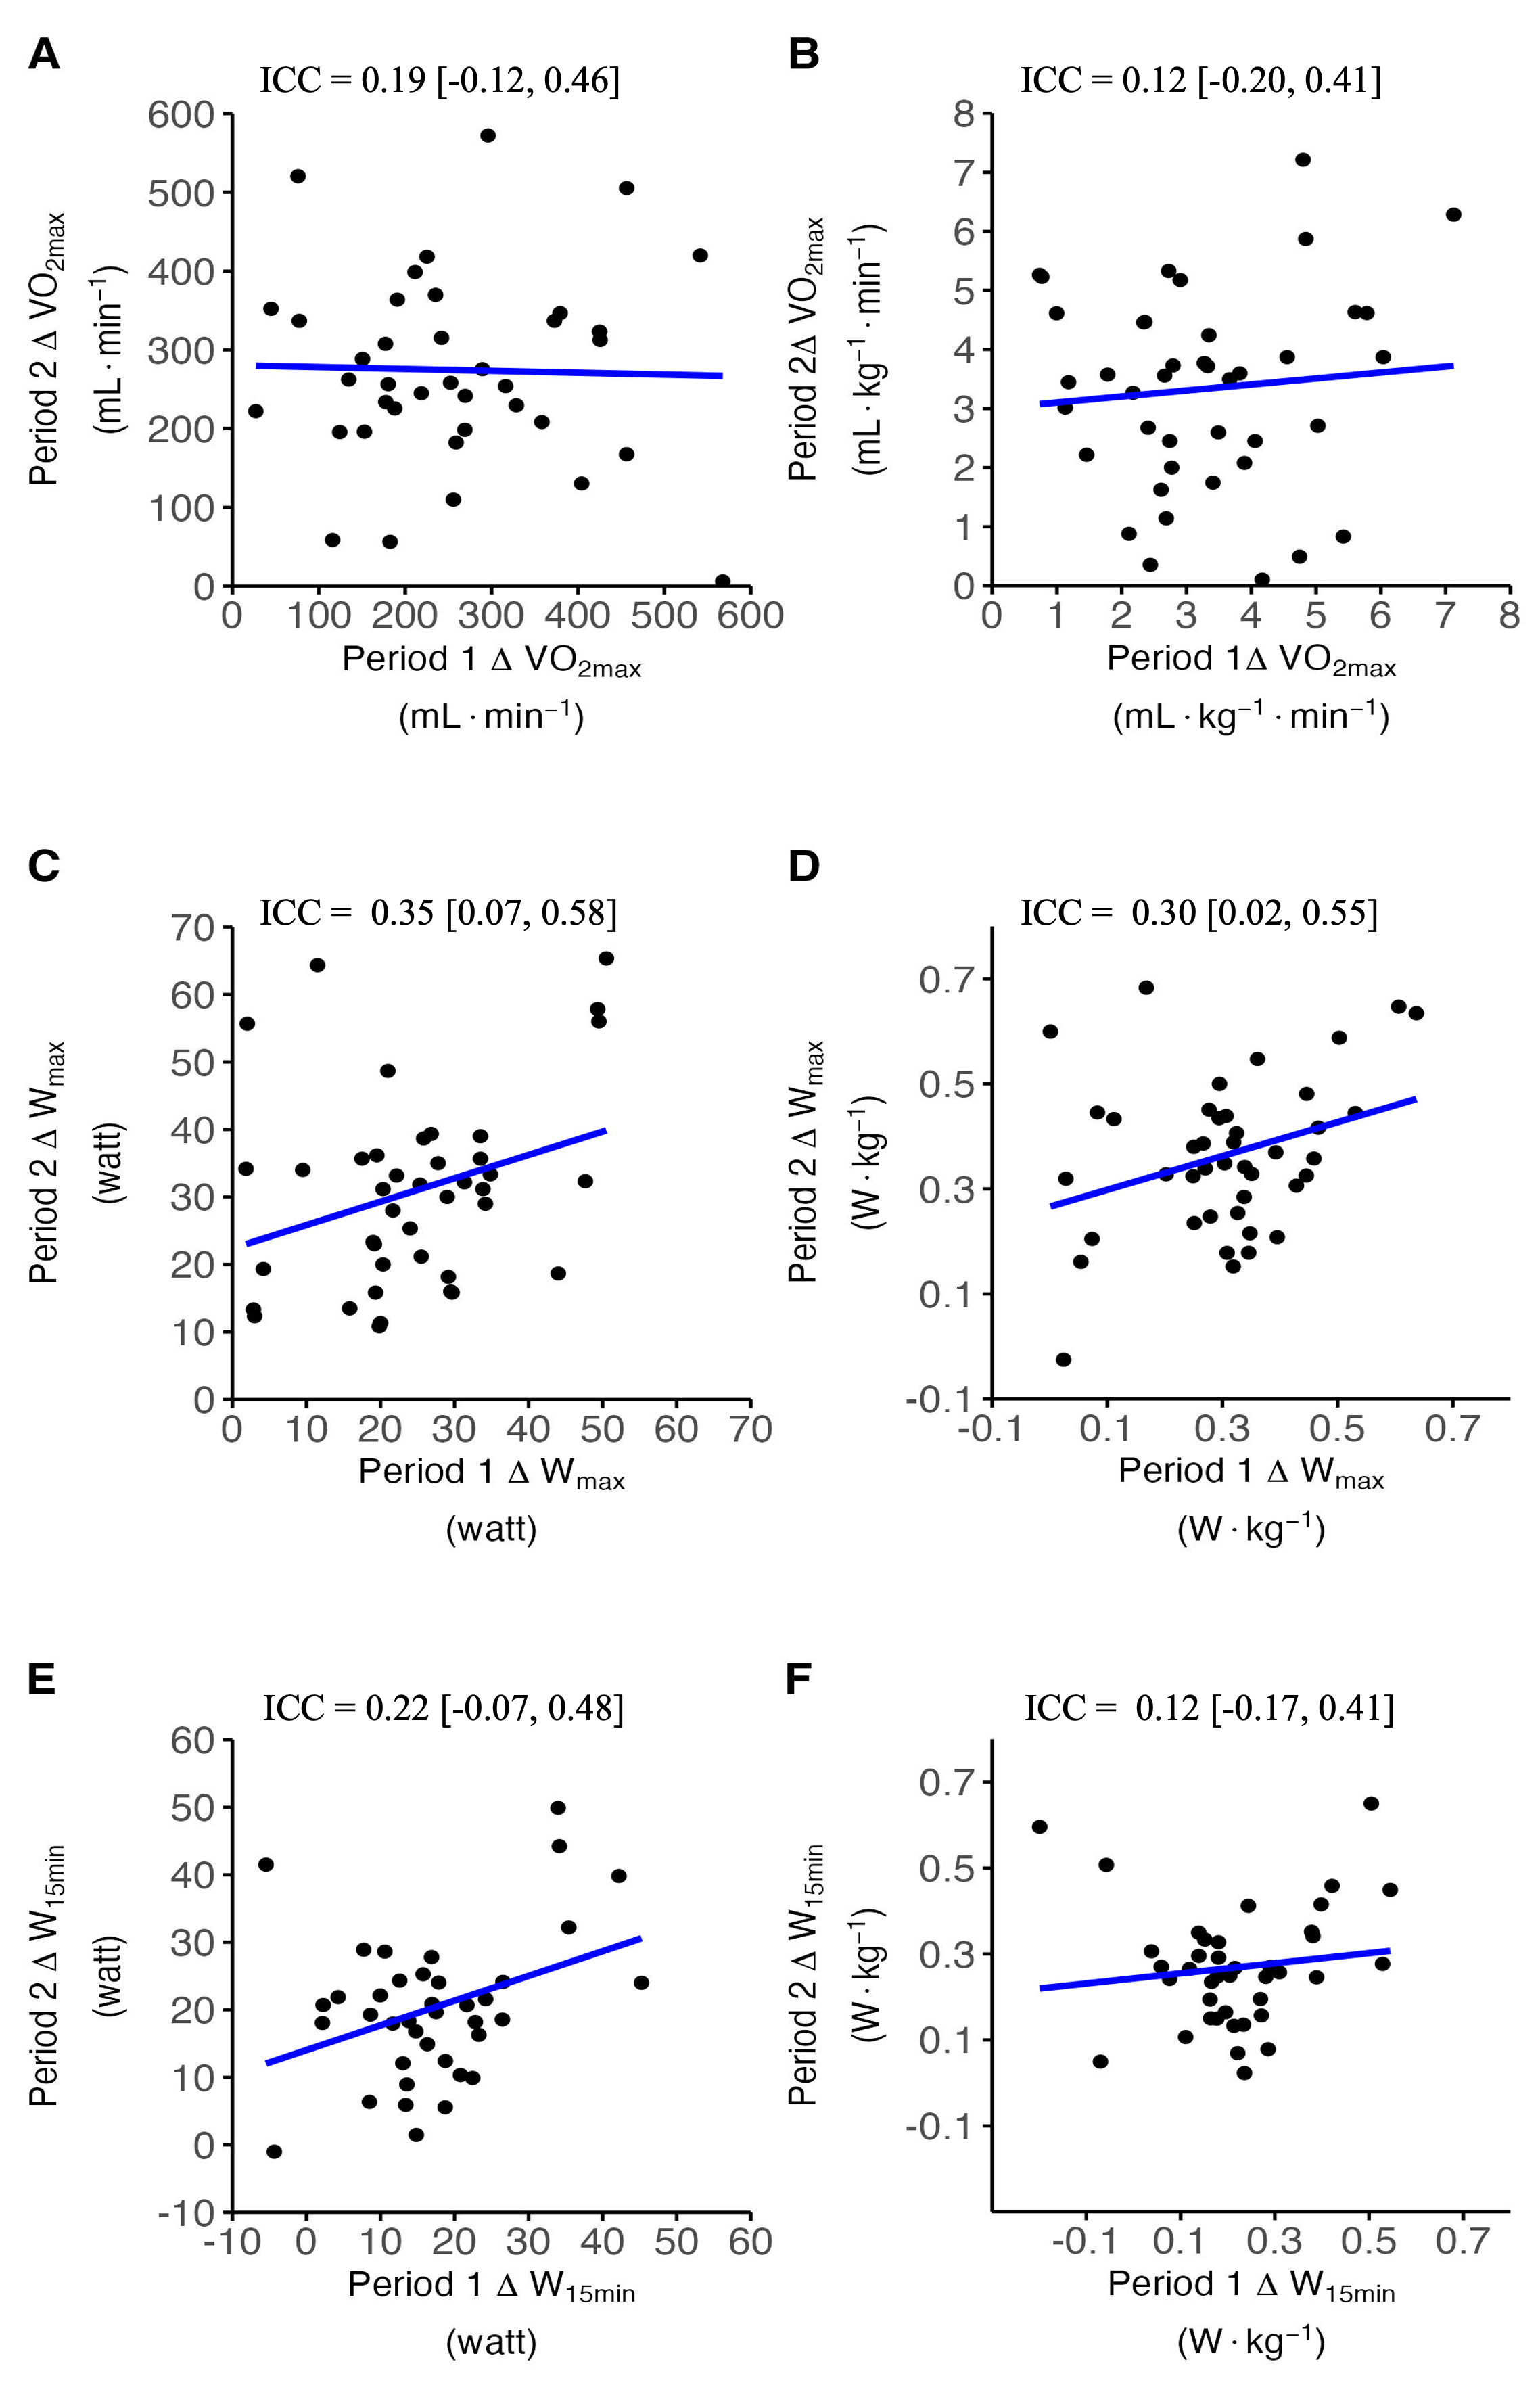 A
ICC = 0.19 [-0.12, 0.46]
600
500
400
300
200
100
0
0 100 200 300 400 500 600
Period 2 Δ VO2max
(mL · min−1)
Period 1 Δ VO2max
(mL · min−1)
B
ICC = 0.12 [-0.20, 0.41]
8
7
6
5
4
3
2
1
0
0 1 2 3 4 5 6 7 8
Period 2Δ VO2max
(mL · kg−1 · min−1)
Period 1Δ VO2max
(mL · kg−1 · min−1)
C
ICC = 0.35 [0.07, 0.58]
70
60
50
40
30
20
10
0
0 10 20 30 40 50 60 70
Period 2 Δ Wmax
(watt)
Period 1 Δ Wmax
(watt)
D
ICC = 0.30 [0.02, 0.55]
0.7
0.5
0.3
0.1
-0.1
-0.1 0.1 0.3 0.5 0.7
Period 2 Δ Wmax
(W · kg−1)
Period 1 Δ Wmax
(W · kg−1)
E
ICC = 0.22 [-0.07, 0.48]
60
50
40
30
20
10
0
-10
-10 0 10 20 30 40 50 60
Period 2 Δ W15min
(watt)
Period 1 Δ W15min
(watt)
F
ICC = 0.12 [-0.17, 0.41]
0.7
0.5
0.3
0.1
-0.1
-0.1 0.1 0.3 0.5 0.7
Period 2 Δ W15min
(W · kg−1)
Period 1 Δ W15min
(W · kg−1)